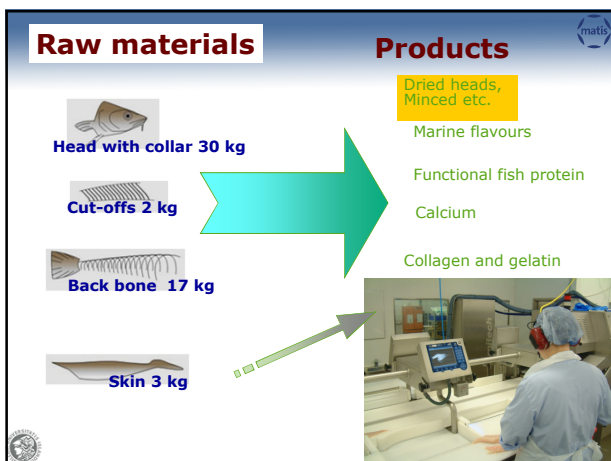 Raw materials
Products
matis
Head with collar 30 kg
Cut-offs 2 kg
Back bone  17 kg
Skin 3 kg
Dried heads,
Minced etc.
Marine flavours
Functional fish protein
Calcium
Collagen and gelatin